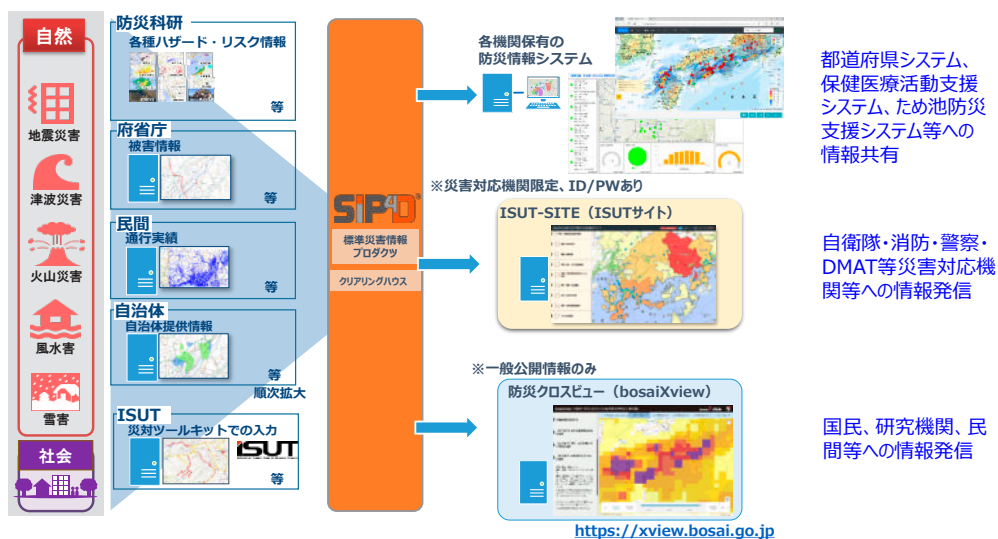 自然
地震災害
津波災害
火山災害
風水害
雪害
社会
防災科研
各種ハザード・リスク情報
等
府省庁
被害情報
等
民間
通行実績
等
自治体
自治体提供情報
等
順次拡大
ISUT
災対ツールキットでの入力
ISUT
等
SIP4D
標準災害情報
プロダクツ
クリアリングハウス
各機関保有の
防災情報システム
※災害対応機関限定、ID/PWあり
ISUT-SITE（ISUTサイト）
※一般公開情報のみ
防災クロスビュー（bosaiXview）
https://xview.bosai.go.jp
都道府県システム、
保健医療活動支援
システム、ため池防災
支援システム等への
情報共有
自衛隊・消防・警察・
DMAT等災害対応機
関等への情報発信
国民、研究機関、民
間等への情報発信